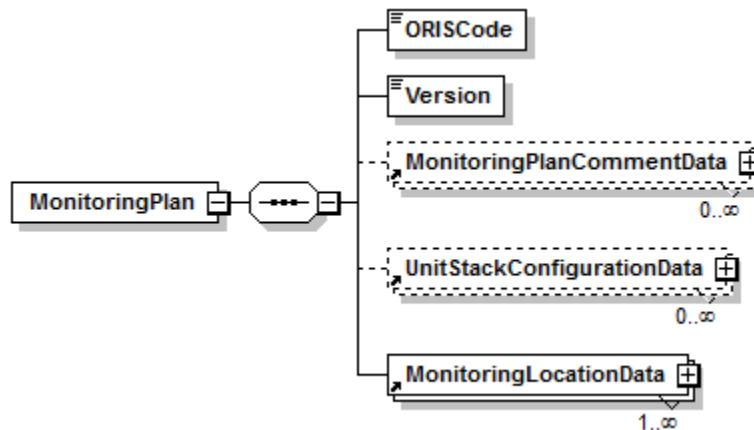 ORISCode
Version
MonitoringPlanCommentData
0..∞
MonitoringPlan
UnitStackConfigurationData
0..∞
MonitoringLocationData
1..∞